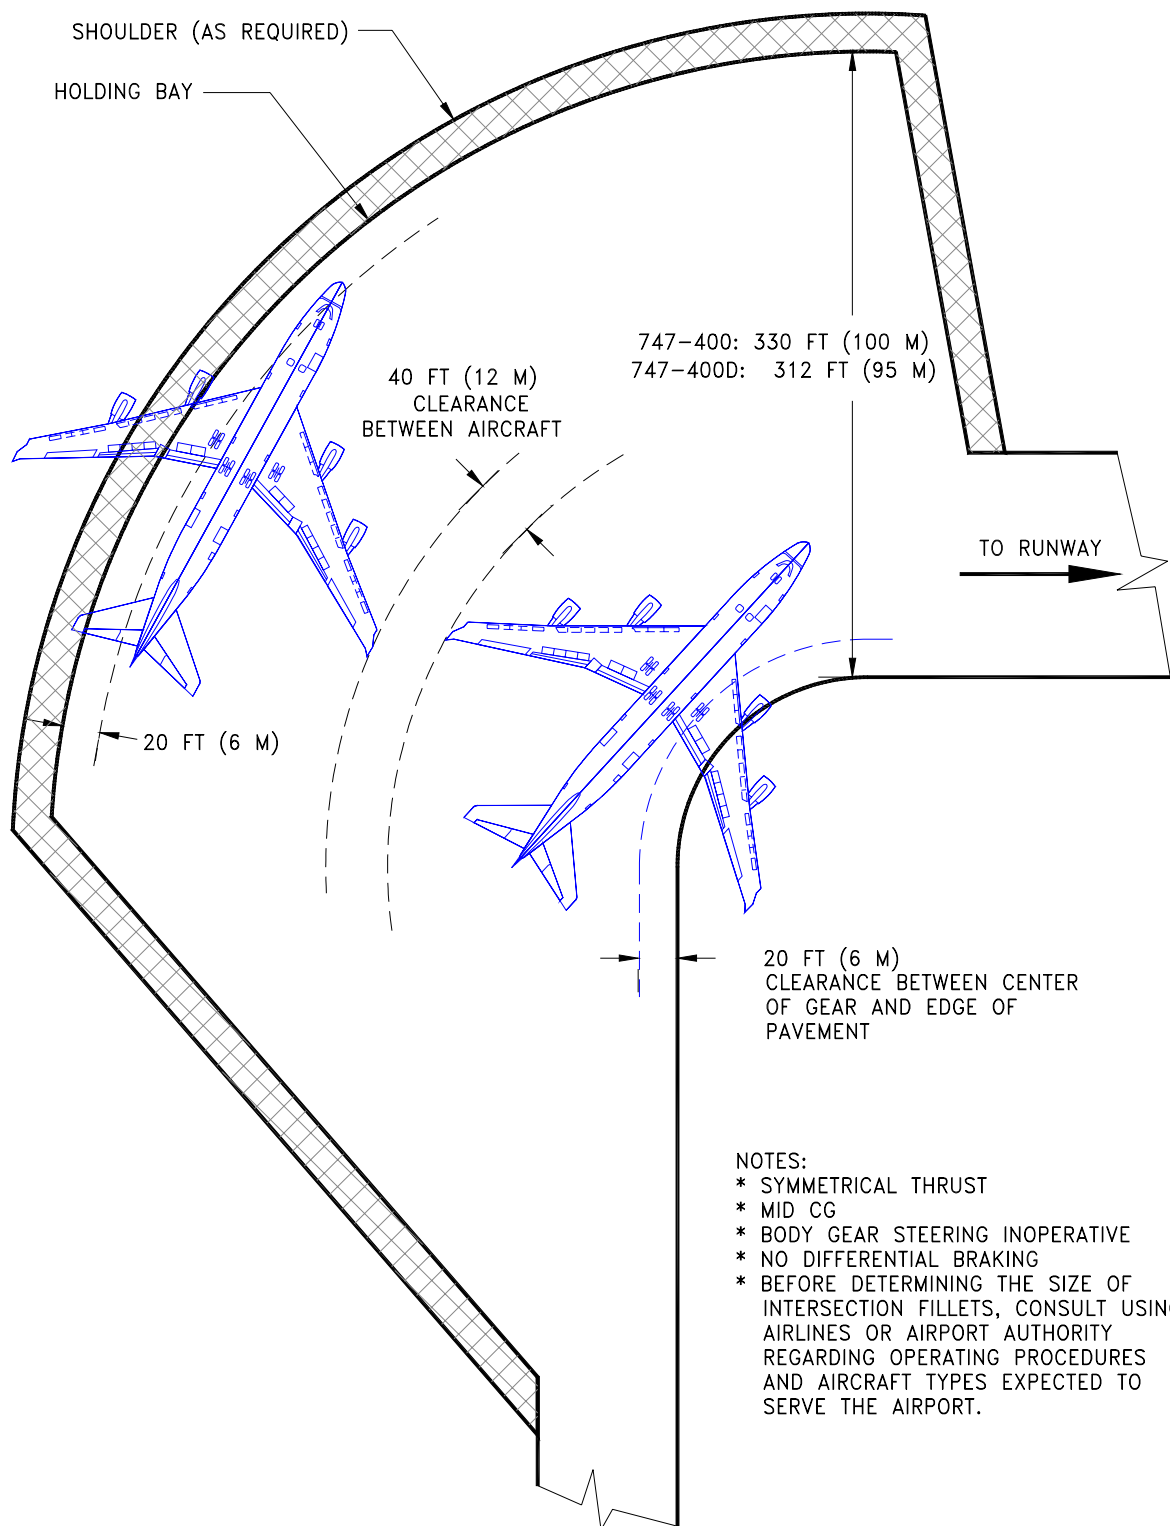 SHOULDER (AS REQUIRED)
HOLDING BAY
747-400: 330 FT (100 M)
747-400D: 312 FT (95 M)
40 FT (12 M)
CLEARANCE
BETWEEN AIRCRAFT
TO RUNWAY
20 FT (6 M)
20 FT (6 M)
CLEARANCE BETWEEN CENTER
OF GEAR AND EDGE OF
PAVEMENT
NOTES:
* SYMMETRICAL THRUST
* MID CG
* BODY GEAR STEERING INOPERATIVE
* NO DIFFERENTIAL BRAKING
* BEFORE DETERMINING THE SIZE OF
INTERSECTION FILLETS, CONSULT USING
AIRLINES OR AIRPORT AUTHORITY
REGARDING OPERATING PROCEDURES
AND AIRCRAFT TYPES EXPECTED TO
SERVE THE AIRPORT.